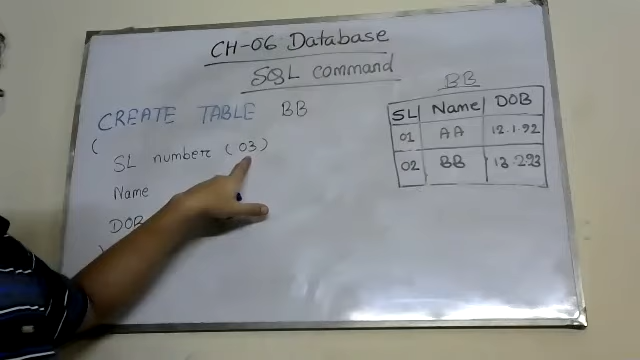 CH-06 Database
SQL command
CREATE TABLE BB
(
SL number (03)
Name
DOB
)
BB
SL Name DOB
01 AA 12.1.92
02 BB 13.2.93